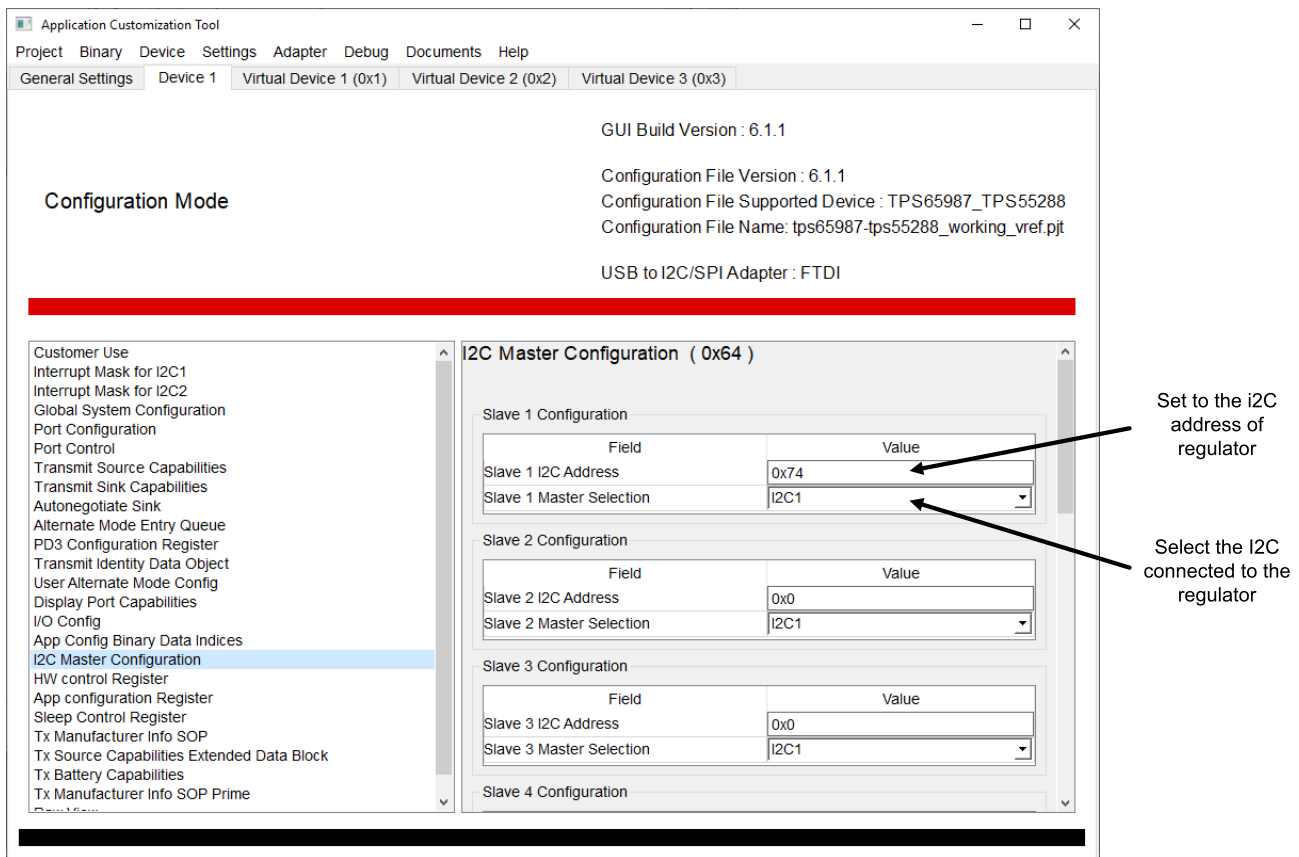 Application Customization Tool
Project Binary Device Settings Adapter Debug Documents Help
General Settings Device 1 Virtual Device 1 (0x1) Virtual Device 2 (0x2) Virtual Device 3 (0x3)
GUI Build Version : 6.1.1
Configuration File Version : 6.1.1
Configuration Mode
Configuration File Supported Device : TPS65987_TPS55288
Configuration File Name: tps65987-tps55288_working_vref.pjt
USB to I2C/SPI Adapter : FTDI
Customer Use
Interrupt Mask for I2C1
Interrupt Mask for I2C2
Global System Configuration
Port Configuration
Port Control
Transmit Source Capabilities
Transmit Sink Capabilities
Autonegotiate Sink
Alternate Mode Entry Queue
PD3 Configuration Register
Transmit Identity Data Object
User Alternate Mode Config
Display Port Capabilities
I/O Config
App Config Binary Data Indices
I2C Master Configuration
HW control Register
App configuration Register
Sleep Control Register
Tx Manufacturer Info SOP
Tx Source Capabilities Extended Data Block
Tx Battery Capabilities
Tx Manufacturer Info SOP Prime
I2C Master Configuration ( 0x64 )
Slave 1 Configuration
Field Value
Slave 1 I2C Address 0x74
Slave 1 Master Selection I2C1
Slave 2 Configuration
Field Value
Slave 2 I2C Address 0x0
Slave 2 Master Selection I2C1
Slave 3 Configuration
Field Value
Slave 3 I2C Address 0x0
Slave 3 Master Selection I2C1
Slave 4 Configuration
Set to the i2C
address of
regulator
Select the I2C
connected to the
regulator